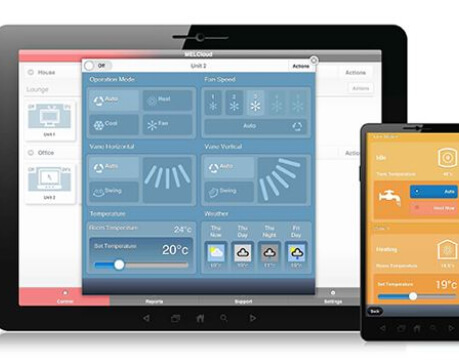 MELCloud
Off
Unit 2
Actions
House
Actions
Lounge
Actions
Unit 1
Office
Unit 2
Operation Mode
Fan Speed
Auto
Heat
Cool
Fan
1 2 3 4 5
Auto
Vane Horizontal
Vane Vertical
Auto
Swing
Auto
Swing
Temperature
Weather
Room Temperature 24°c
Set Temperature 20°c
Thu Now
Thu Day
Thu Night
Fri Day
Control
Reports
Support
Settings
Idle
Tank Temperature
Auto
Heating
Room Temperature
Set Temperature 19°c
Back